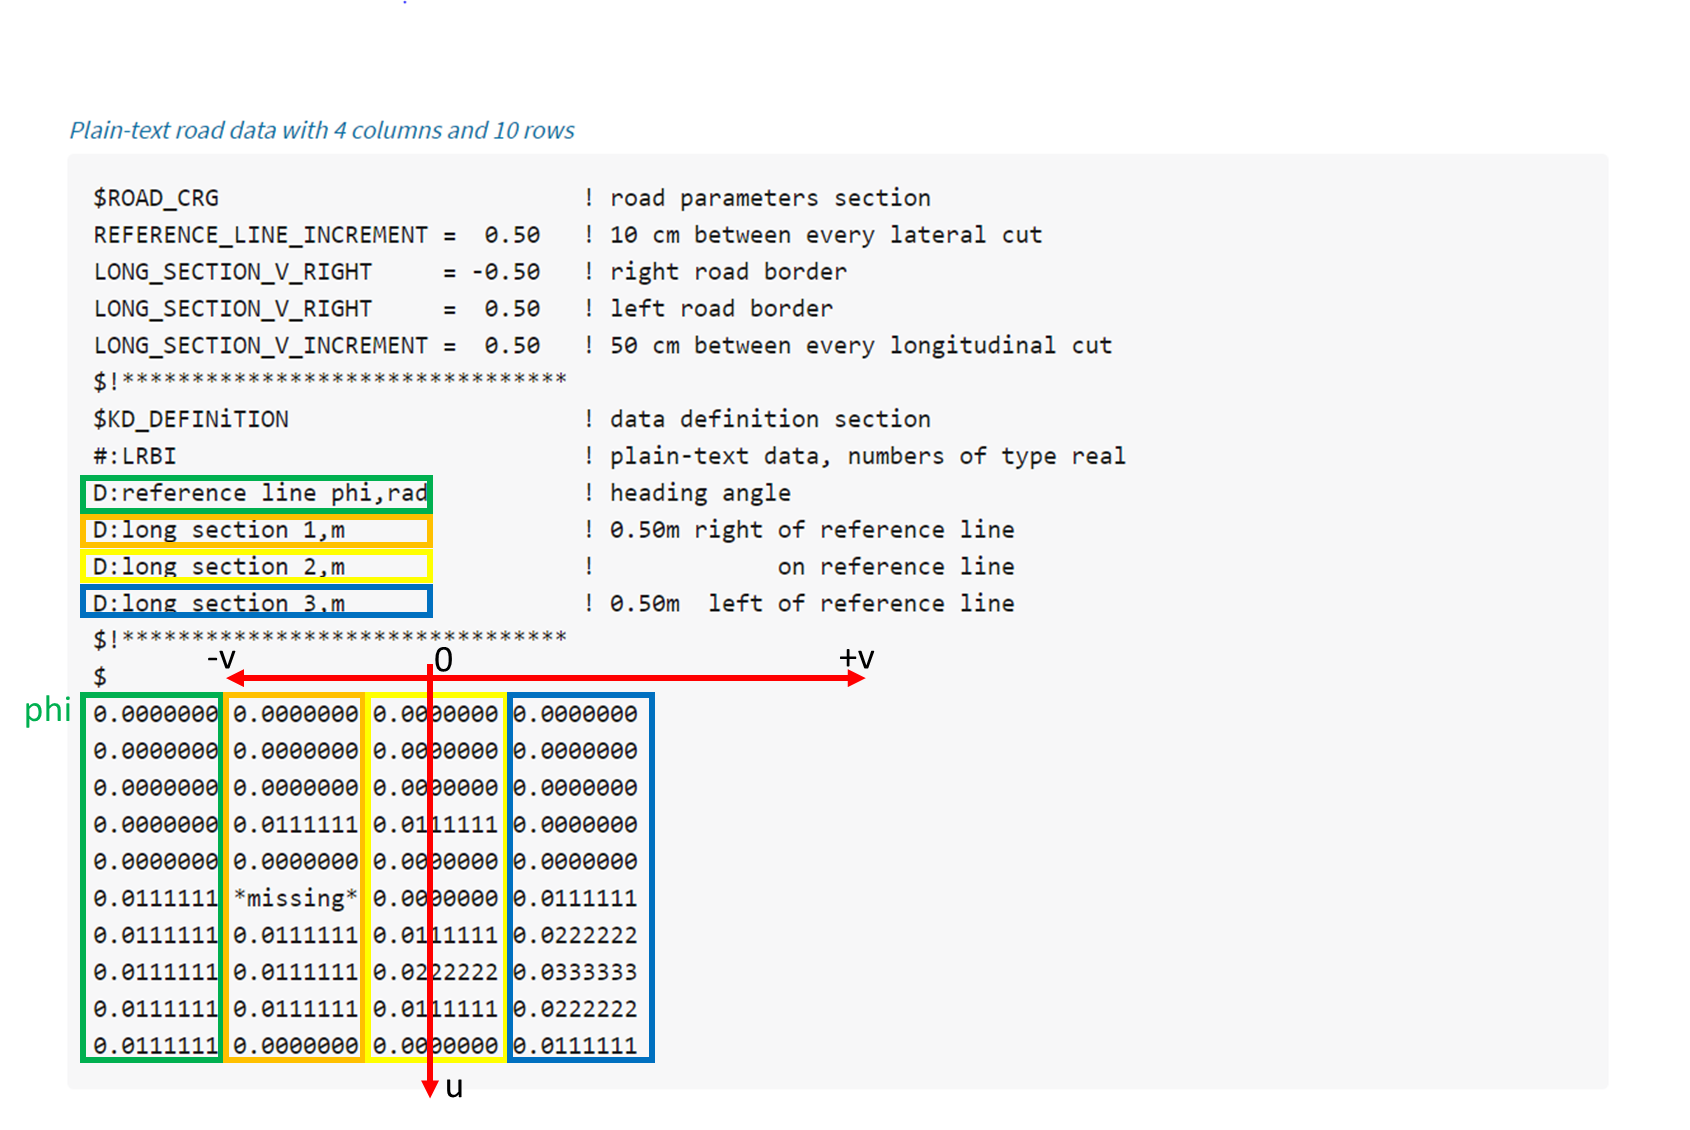 Plain-text road data with 4 columns and 10 rows
$ROAD_CRG ! road parameters section
REFERENCE_LINE_INCREMENT = 0.50 ! 10 cm between every lateral cut
LONG_SECTION_V_RIGHT = -0.50 ! right road border
LONG_SECTION_V_RIGHT = 0.50 ! left road border
LONG_SECTION_V_INCREMENT = 0.50 ! 50 cm between every longitudinal cut
$!********************************
$KD_DEFINiTION ! data definition section
#:LRBI ! plain-text data, numbers of type real
D:reference line phi,rad ! heading angle
D:long section 1,m ! 0.50m right of reference line
D:long section 2,m ! on reference line
D:long section 3,m ! 0.50m left of reference line
$!********************************
-v 0 +v
$
phi 0.0000000 0.0000000 0.0000000 0.0000000
0.0000000 0.0000000 0.0000000 0.0000000
0.0000000 0.0000000 0.0000000 0.0000000
0.0000000 0.0111111 0.0111111 0.0000000
0.0000000 0.0000000 0.0000000 0.0000000
0.0111111 *missing* 0.0000000 0.0111111
0.0111111 0.0111111 0.0111111 0.0222222
0.0111111 0.0111111 0.0222222 0.0333333
0.0111111 0.0111111 0.0111111 0.0222222
0.0111111 0.0000000 0.0000000 0.0111111
u